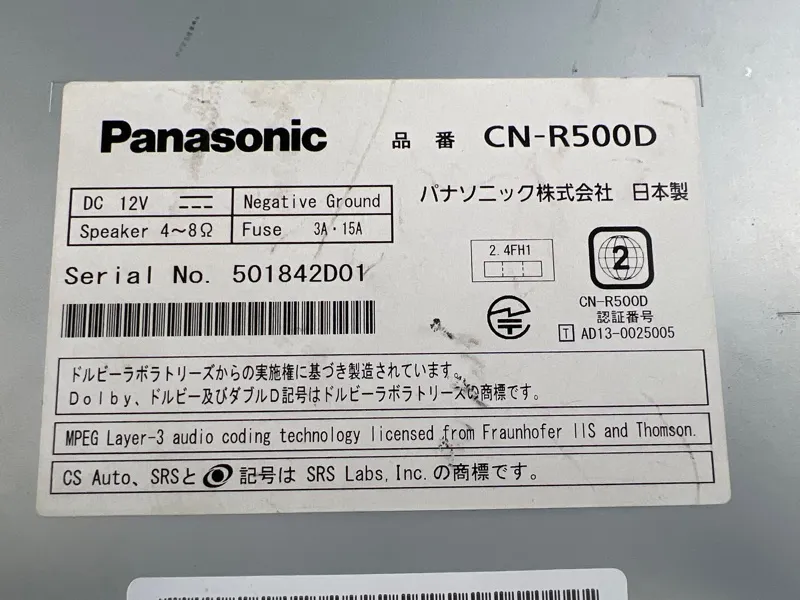 Panasonic 品番 CN-R500D
DC 12V
Negative Ground
Speaker 4～8Ω
Fuse 3A・15A
パナソニック株式会社 日本製
2.4FH1
2
CN-R500D
認証番号
T AD13-0025005
Serial No. 501842D01
ドルビーラボラトリーズからの実施権に基づき製造されています。
Dolby、ドルビー及びダブルD記号はドルビーラボラトリーズの商標です。
MPEG Layer-3 audio coding technology licensed from Fraunhofer IIS and Thomson.
CS Auto、SRSと 記号は SRS Labs, Inc. の商標です。